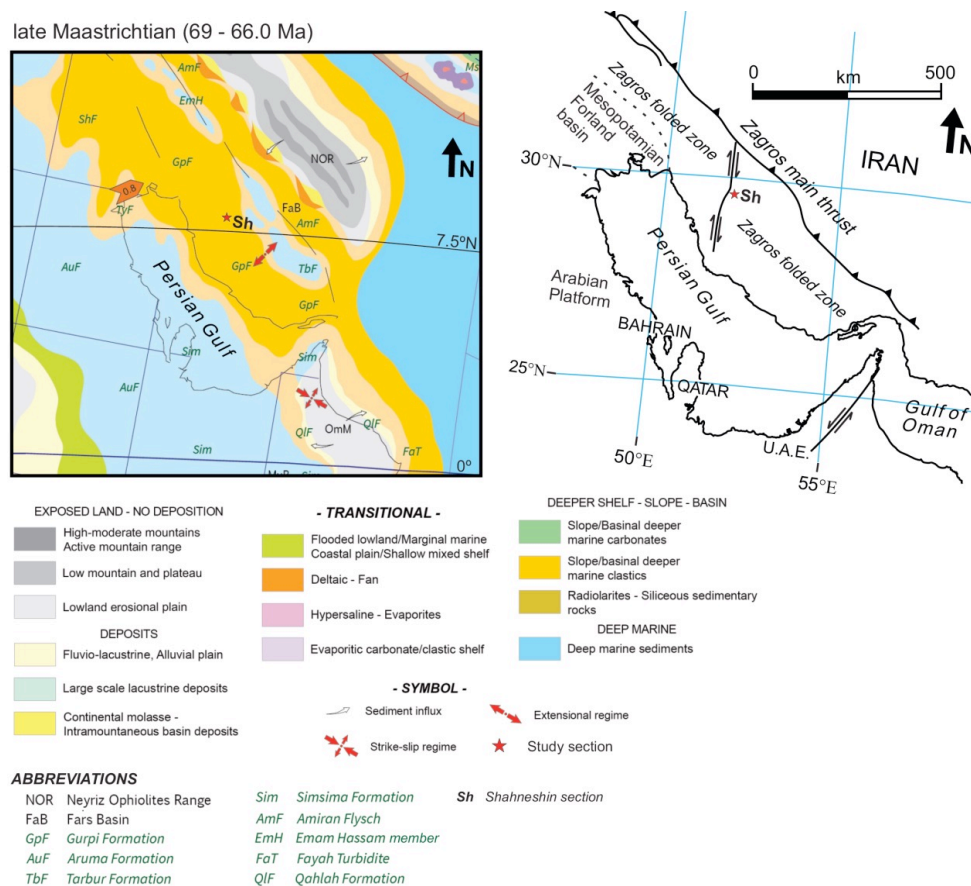 late Maastrichtian (69 - 66.0 Ma)
AmF
Ms
EmH
ShF
N
GpF
NOR
0.8
TyF
FaB
Sh
AmF
7.5ºN
AuF
GpF
TbF
Persian Gulf
GpF
Sim
Sim
AuF
OmM
QlF
QlF
Sim
FaT
0°
0 km 500
N
Zagros folded zone
Mesopotamian
Forland
basin
Zagros main thrust
IRAN
30°N
Sh
Persian Gulf
Zagros folded zone
Arabian
Platform
BAHRAIN
QATAR
25°N
Gulf of
Oman
U.A.E.
50°E
55°E
EXPOSED LAND - NO DEPOSITION
High-moderate mountains
Active mountain range
Low mountain and plateau
Lowland erosional plain
DEPOSITS
Fluvio-lacustrine, Alluvial plain
Large scale lacustrine deposits
Continental molasse -
Intramountaneous basin deposits
- TRANSITIONAL -
Flooded lowland/Marginal marine
Coastal plain/Shallow mixed shelf
Deltaic - Fan
Hypersaline - Evaporites
Evaporitic carbonate/clastic shelf
DEEPER SHELF - SLOPE - BASIN
Slope/Basinal deeper
marine carbonates
Slope/basinal deeper
marine clastics
Radiolarites - Siliceous sedimentary
rocks
DEEP MARINE
Deep marine sediments
- SYMBOL -
Sediment influx
Extensional regime
Strike-slip regime
Study section
ABBREVIATIONS
NOR Neyriz Ophiolites Range
FaB Fars Basin
GpF Gurpi Formation
AuF Aruma Formation
TbF Tarbur Formation
Sim Simsima Formation
AmF Amiran Flysch
EmH Emam Hassam member
FaT Fayah Turbidite
QlF Qahlah Formation
Sh Shahneshin section